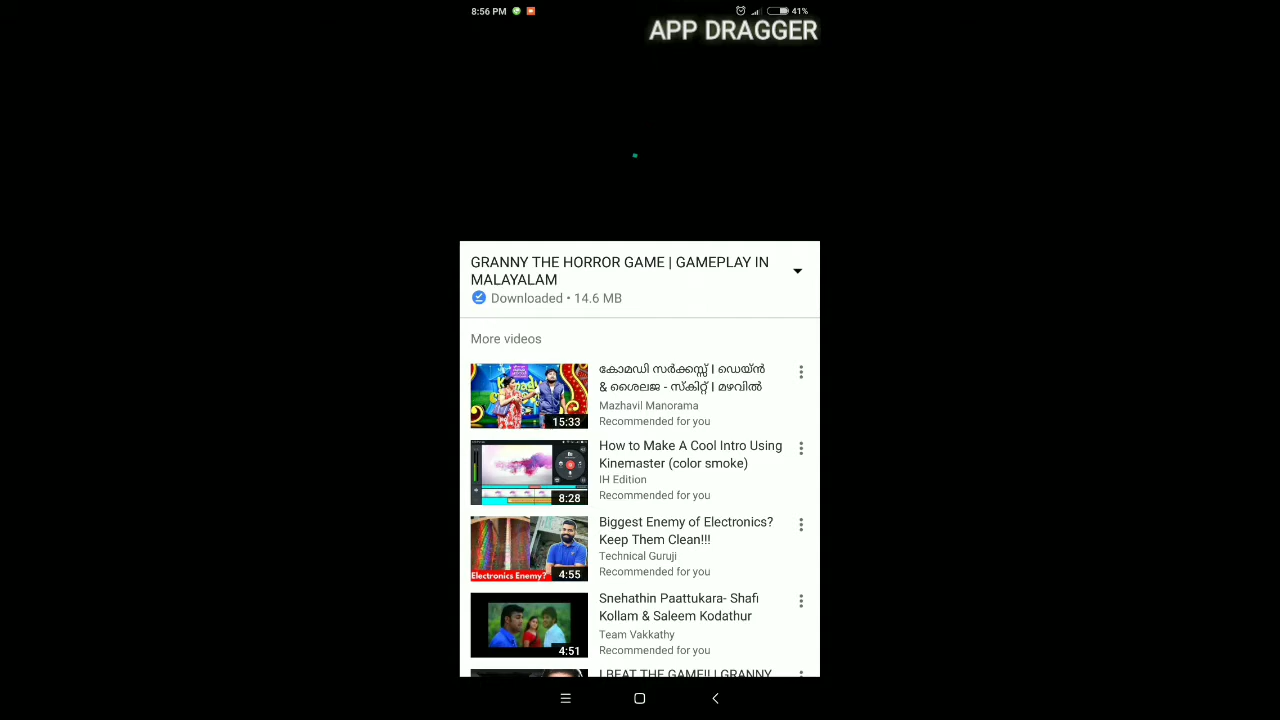 8:56 PM
41%
APP DRAGGER
GRANNY THE HORROR GAME | GAMEPLAY IN
MALAYALAM
Downloaded • 14.6 MB
More videos
കോമഡി സർക്കസ്സ് | ഡെയ്ൻ
& ശൈലജ - സ്കിറ്റ് | മഴവിൽ
Mazhavil Manorama
Recommended for you
15:33
How to Make A Cool Intro Using
Kinemaster (color smoke)
IH Edition
Recommended for you
8:28
Biggest Enemy of Electronics?
Keep Them Clean!!!
Technical Guruji
Recommended for you
Electronics Enemy?
4:55
Snehathin Paattukara- Shafi
Kollam & Saleem Kodathur
Team Vakkathy
Recommended for you
4:51
I BEAT THE GAME!! | GRANNY